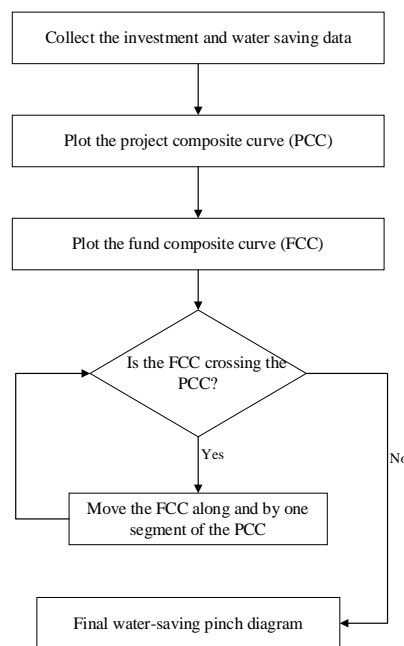 Collect the investment and water saving data
Plot the project composite curve (PCC)
Plot the fund composite curve (FCC)
Is the FCC crossing the
PCC?
Yes
No
Move the FCC along and by one
segment of the PCC
Final water-saving pinch diagram